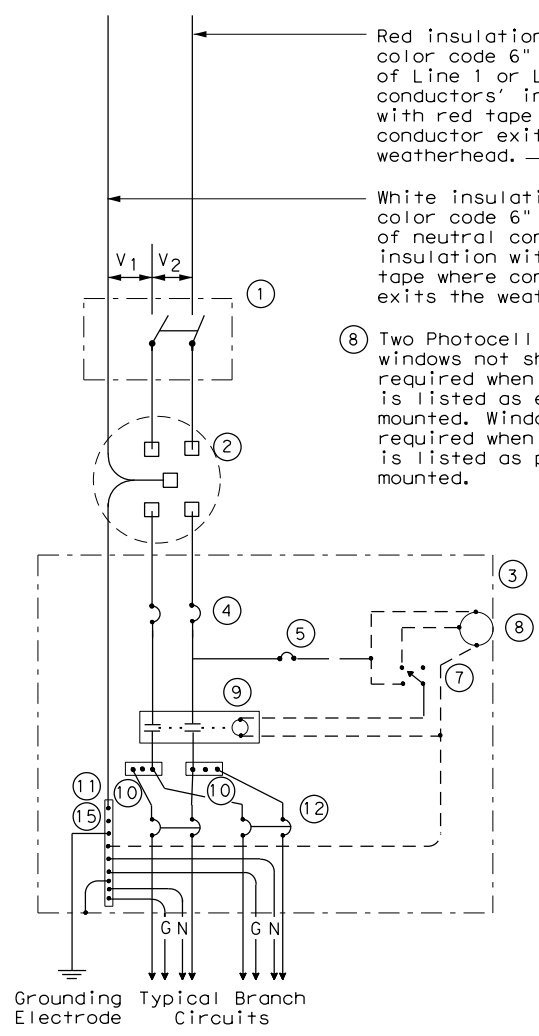 Red insulation
color code 6"
of Line 1 or L
conductors' in
with red tape
conductor exit
weatherhead.
White insulati
color code 6"
of neutral con
insulation wit
tape where con
exits the weat
V1 V2
1
8 Two Photocell
windows not sh
required when
is listed as e
mounted. Windo
required when
is listed as p
mounted.
2
3
4
5
8
7
9
11
10
10
15
12
G N
G N
Grounding
Electrode
Typical Branch
Circuits